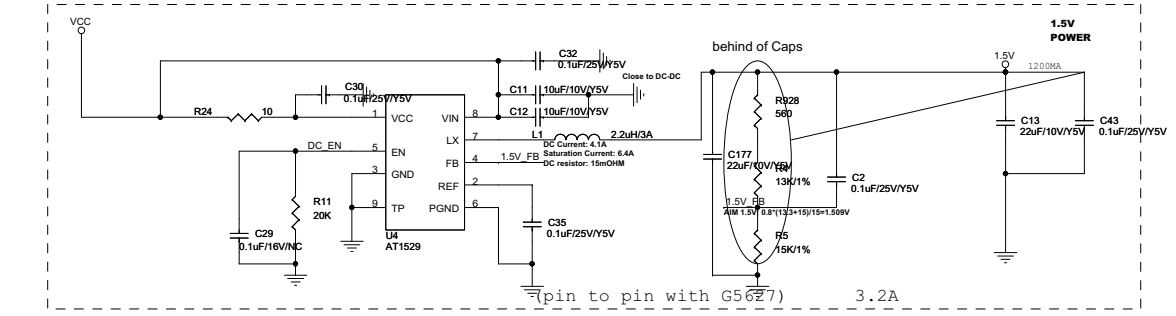 VCC
1.5V
POWER
behind of Caps
C32
0.1uF/25V/Y5V
1.5V
1200MA
Close to DC-DC
C30
0.1uF/25V/Y5V
C11
10uF/10V/Y5V
R24
10
C12
10uF/10V/Y5V
1
VCC
VIN
8
R928
560
C13
22uF/10V/Y5V
C43
0.1uF/25V/Y5V
LX
7
L1
2.2uH/3A
DC_EN
5
EN
DC Current: 4.1A
Saturation Current: 6.4A
DC resistor: 15mOHM
FB
4
1.5V_FB
C177
22uF/10V/Y5V
3
GND
R4
13K/1%
C2
0.1uF/25V/Y5V
REF
2
R11
20K
9
TP
PGND
6
1.5V_FB
AIM 1.5V: 0.8*(13.3+15)/15=1.509V
C35
0.1uF/25V/Y5V
C29
0.1uF/16V/NC
U4
AT1529
R5
15K/1%
(pin to pin with G5627)
3.2A